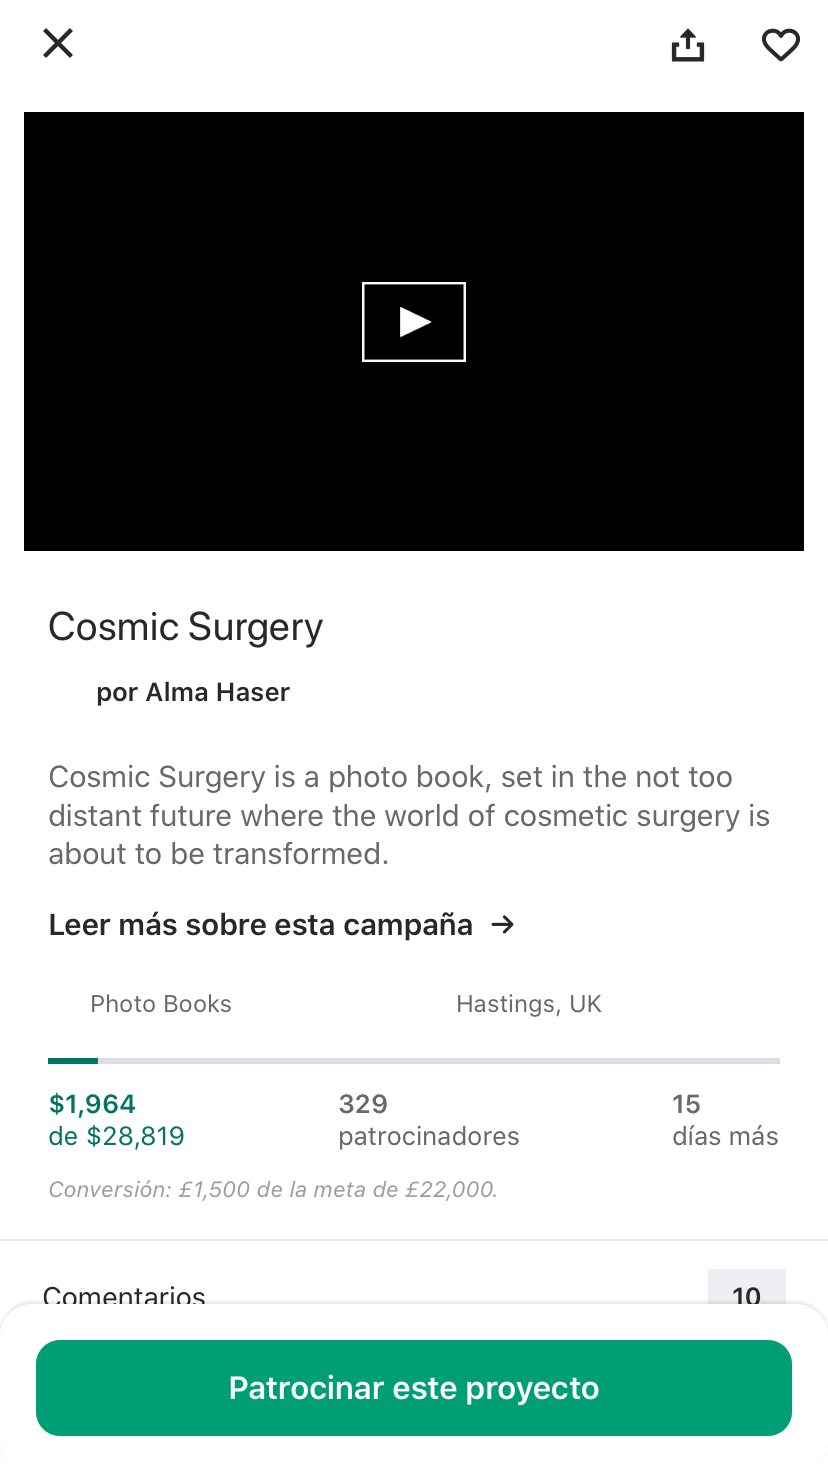 Cosmic Surgery
por Alma Haser
Cosmic Surgery is a photo book, set in the not too
distant future where the world of cosmetic surgery is
about to be transformed.
Leer más sobre esta campaña →
Photo Books
Hastings, UK
$1,964
de $28,819
329
patrocinadores
15
días más
Conversión: £1,500 de la meta de £22,000.
Comentarios
10
Patrocinar este proyecto